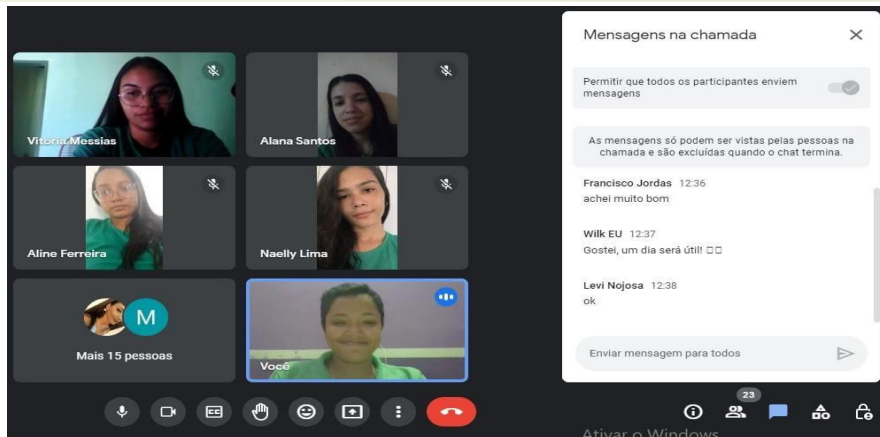 Vitoria Messias
Alana Santos
Aline Ferreira
Naelly Lima
M
Mais 15 pessoas
Você
Mensagens na chamada
Permitir que todos os participantes enviem
mensagens
As mensagens só podem ser vistas pelas pessoas na
chamada e são excluídas quando o chat termina.
Francisco Jordas 12:36
achei muito bom
Wilk EU 12:37
Gostei, um dia será útil! □□
Levi Nojosa 12:38
ok
Enviar mensagem para todos
CC
23
Ativar o Windows